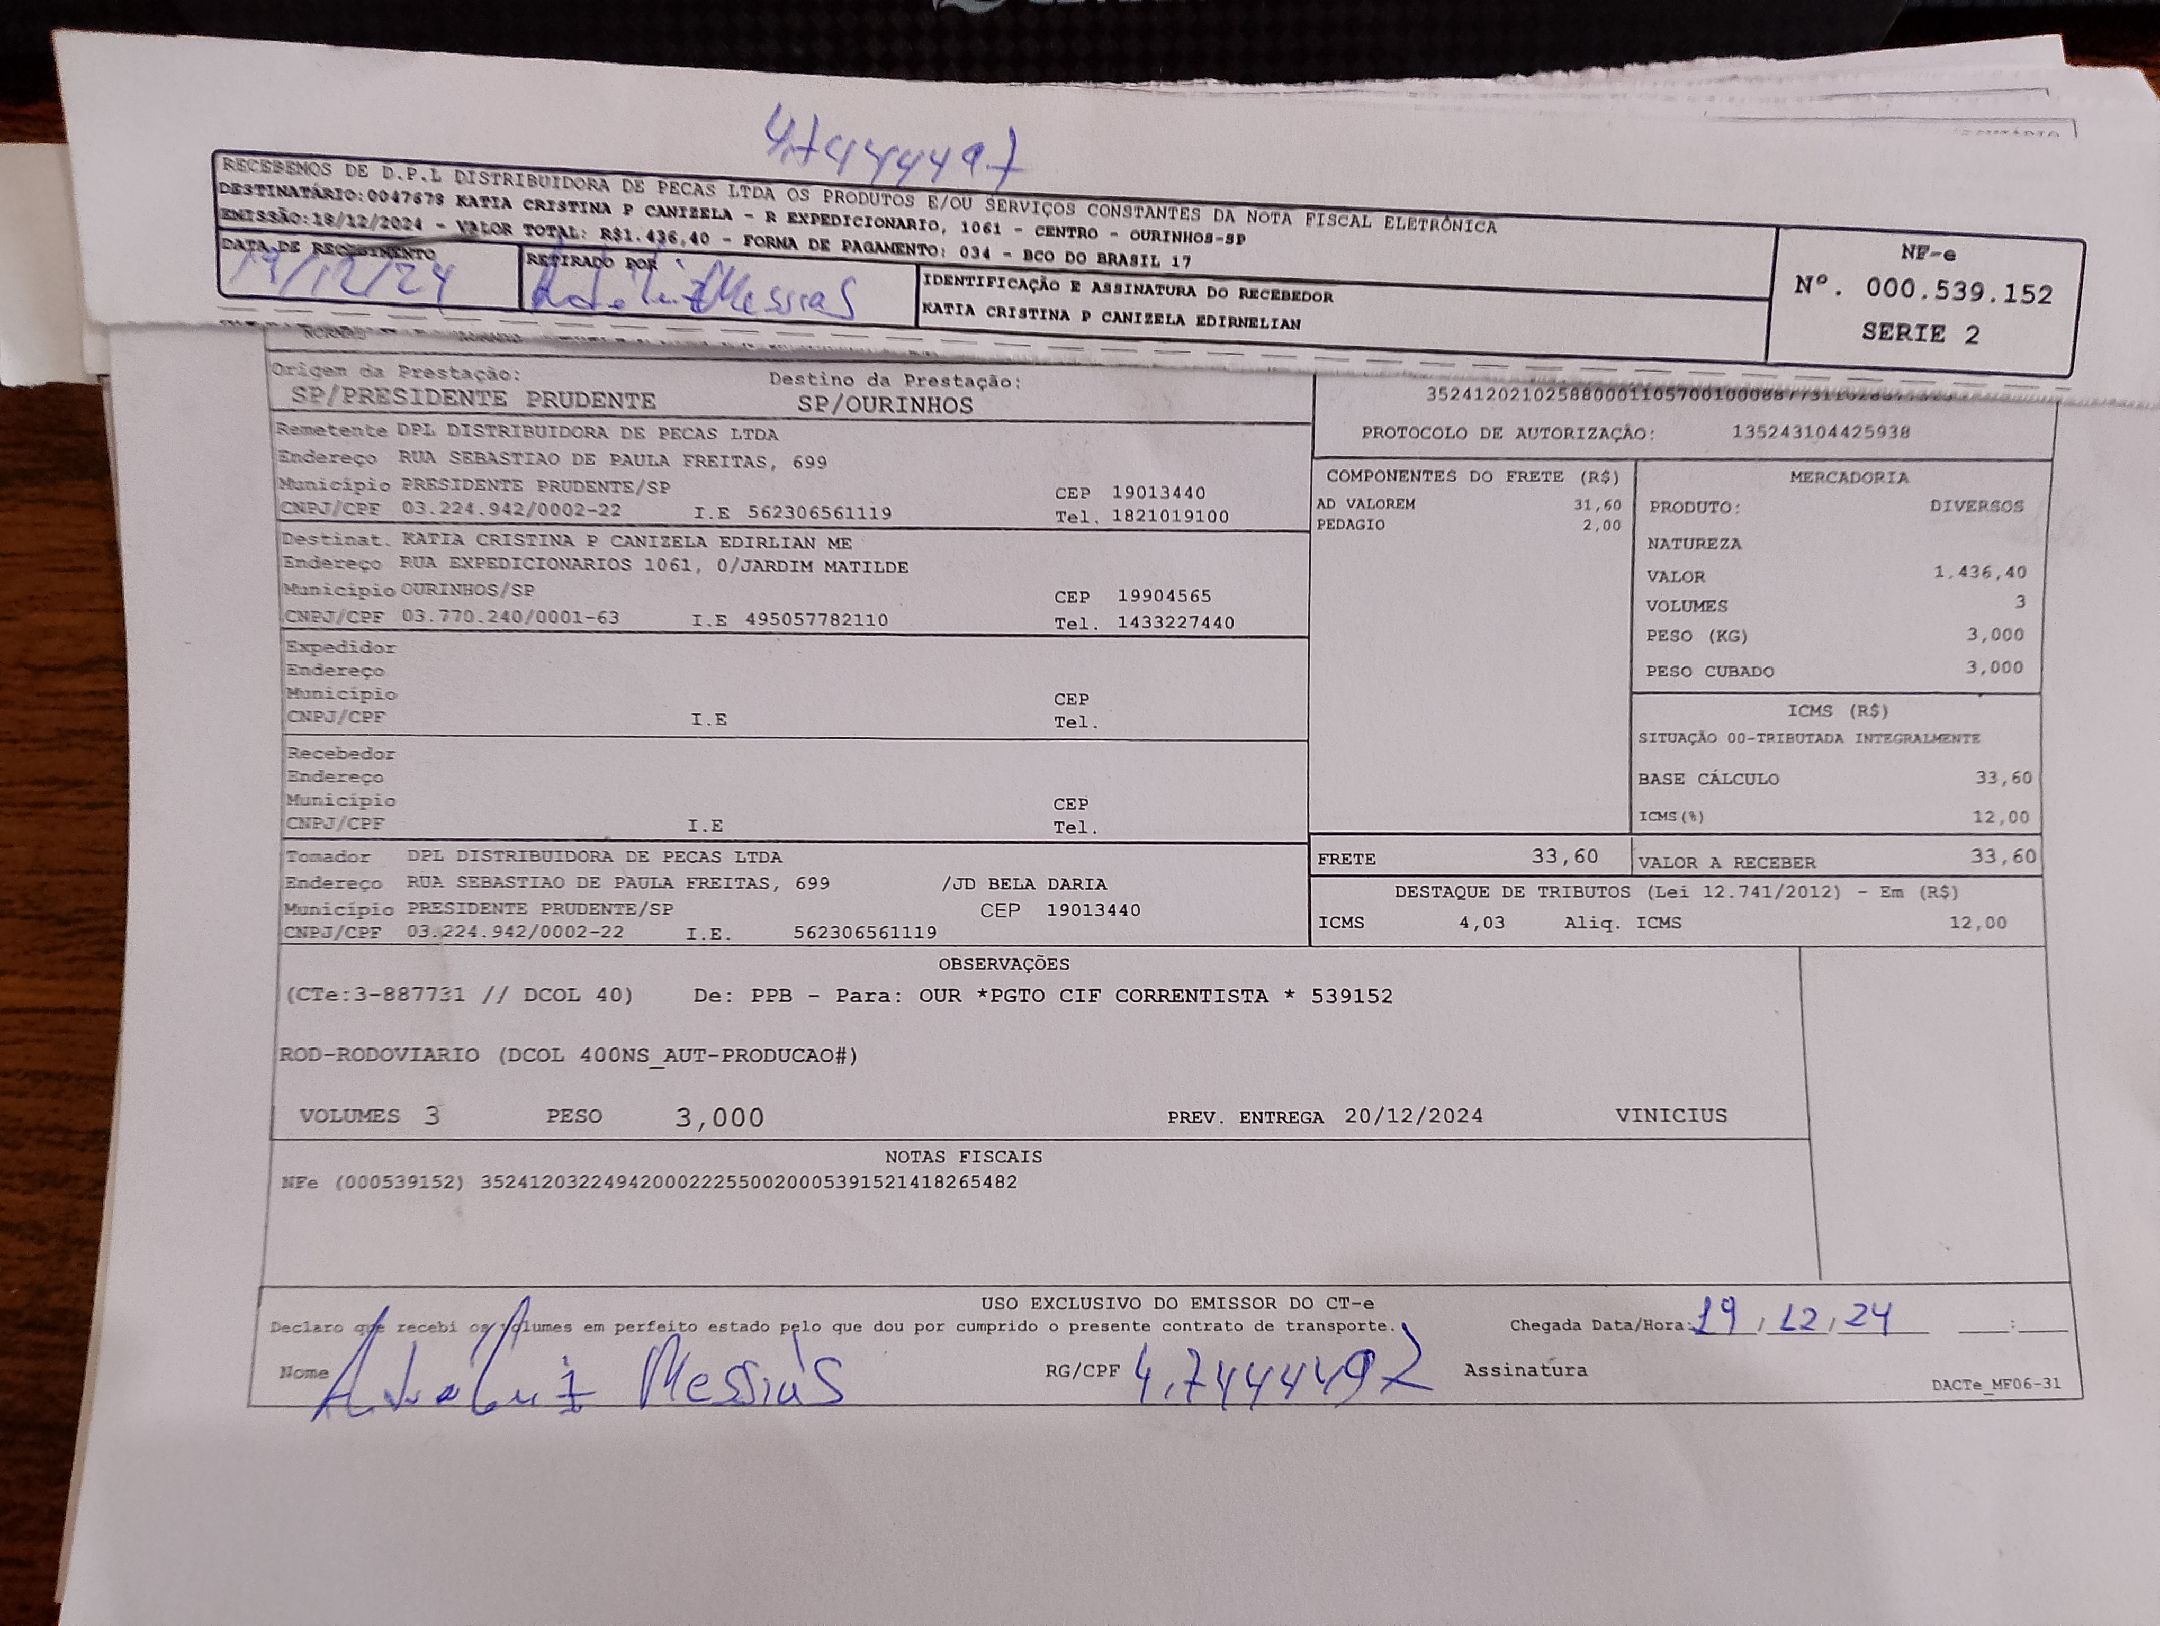 4.7444497
RECEBEMOS DE D.P.L DISTRIBUIDORA DE PECAS LTDA OS PRODUTOS E/OU SERVIÇOS CONSTANTES DA NOTA FISCAL ELETRÔNICA
DESTINATÁRIO:0047678 KATIA CRISTINA P CANIZELA - R EXPEDICIONARIO, 1061 - CENTRO - OURINHOS-SP
EMISSÃO:18/12/2024 - VALOR TOTAL: R$1.436,40 - FORMA DE PAGAMENTO: 034 - BCO DO BRASIL 17
DATA DE RECEBIMENTO
19/12/24
RETIRADO POR
Messias
IDENTIFICAÇÃO E ASSINATURA DO RECEBEDOR
KATIA CRISTINA P CANIZELA EDIRNELIAN
NF-e
Nº. 000.539.152
SERIE 2
Origem da Prestação: Destino da Prestação:
SP/PRESIDENTE PRUDENTE SP/OURINHOS
PROTOCOLO DE AUTORIZAÇÃO: 135243104425938
Remetente DPL DISTRIBUIDORA DE PECAS LTDA
Endereço RUA SEBASTIAO DE PAULA FREITAS, 699
Município PRESIDENTE PRUDENTE/SP CEP 19013440
CNPJ/CPF 03.224.942/0002-22 I.E 562306561119 Tel. 1821019100
Destinat. KATIA CRISTINA P CANIZELA EDIRLIAN ME
Endereço RUA EXPEDICIONARIOS 1061, 0/JARDIM MATILDE
Município OURINHOS/SP CEP 19904565
CNPJ/CPF 03.770.240/0001-63 I.E 495057782110 Tel. 1433227440
Expedidor
Endereço
Município CEP
CNPJ/CPF I.E Tel.
Recebedor
Endereço
Município CEP
CNPJ/CPF I.E Tel.
Tomador DPL DISTRIBUIDORA DE PECAS LTDA
Endereço RUA SEBASTIAO DE PAULA FREITAS, 699 /JD BELA DARIA
Município PRESIDENTE PRUDENTE/SP CEP 19013440
CNPJ/CPF 03.224.942/0002-22 I.E. 562306561119
COMPONENTES DO FRETE (R$)
AD VALOREM 31,60
PEDAGIO 2,00
MERCADORIA
PRODUTO: DIVERSOS
NATUREZA
VALOR 1.436,40
VOLUMES 3
PESO (KG) 3,000
PESO CUBADO 3,000
ICMS (R$)
SITUAÇÃO 00-TRIBUTADA INTEGRALMENTE
BASE CÁLCULO 33,60
ICMS(%) 12,00
FRETE 33,60 VALOR A RECEBER 33,60
DESTAQUE DE TRIBUTOS (Lei 12.741/2012) - Em (R$)
ICMS 4,03 Aliq. ICMS 12,00
OBSERVAÇÕES
(CTe:3-887731 // DCOL 40) De: PPB - Para: OUR *PGTO CIF CORRENTISTA * 539152
ROD-RODOVIARIO (DCOL 400NS_AUT-PRODUCAO#)
VOLUMES 3 PESO 3,000 PREV. ENTREGA 20/12/2024 VINICIUS
NOTAS FISCAIS
NFe (000539152) 35241203224942000222550020005391521418265482
USO EXCLUSIVO DO EMISSOR DO CT-e
Declaro que recebi os volumes em perfeito estado pelo que dou por cumprido o presente contrato de transporte. Chegada Data/Hora: 19/12/24 :
Nome Messias RG/CPF 4.7444497 Assinatura
DACTe_MF06-31